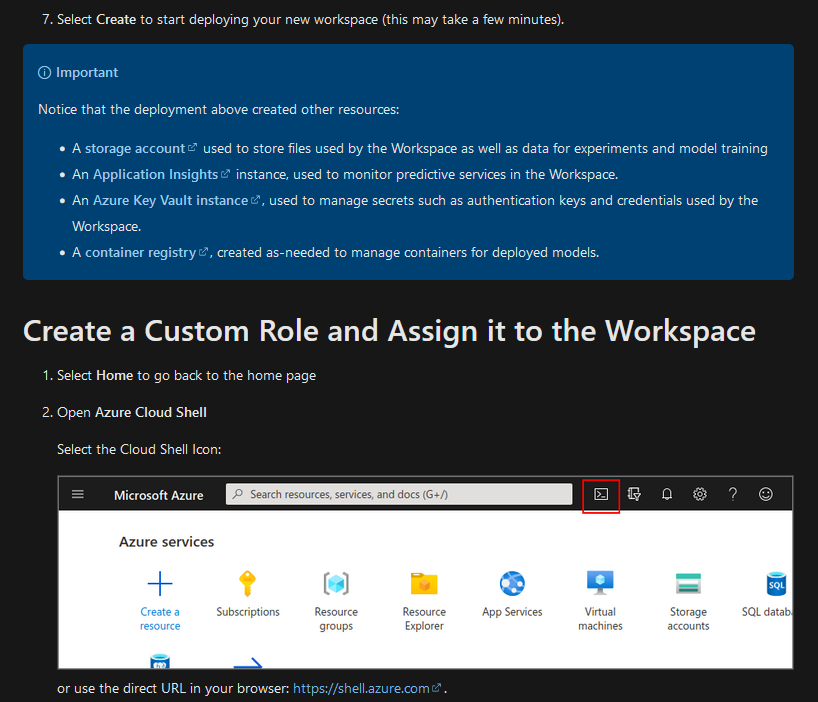 7. Select Create to start deploying your new workspace (this may take a few minutes).
Important
Notice that the deployment above created other resources:
• A storage account used to store files used by the Workspace as well as data for experiments and model training
• An Application Insights instance, used to monitor predictive services in the Workspace.
• An Azure Key Vault instance, used to manage secrets such as authentication keys and credentials used by the
Workspace.
• A container registry, created as-needed to manage containers for deployed models.
Create a Custom Role and Assign it to the Workspace
1. Select Home to go back to the home page
2. Open Azure Cloud Shell
Select the Cloud Shell Icon:
Microsoft Azure Search resources, services, and docs (G+/)
Azure services
Create a resource
Subscriptions
Resource groups
Resource Explorer
App Services
Virtual machines
Storage accounts
SQL datab
SQL
or use the direct URL in your browser: https://shell.azure.com.